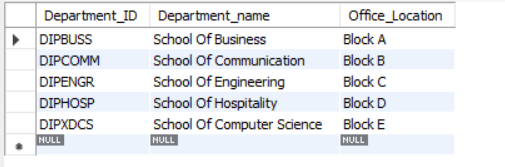 Department_ID Department_name Office_Location
DIPBUSS School Of Business Block A
DIPCOMM School Of Communication Block B
DIPENGR School Of Engineering Block C
DIPHOSP School Of Hospitality Block D
DIPXDCS School Of Computer Science Block E
NULL NULL NULL